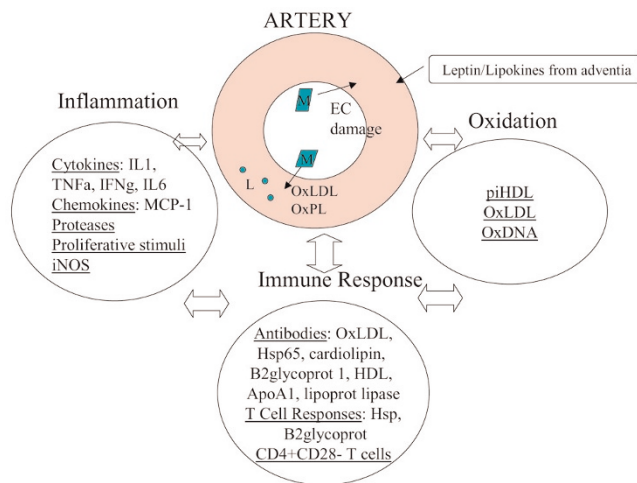 ARTERY
Leptin/Lipokines from adventia
Inflammation
M
EC
damage
Oxidation
Cytokines: IL1,
TNFa, IFNg, IL6
Chemokines: MCP-1
Proteases
Proliferative stimuli
iNOS
M
L
OxLDL
OxPL
piHDL
OxLDL
OxDNA
Immune Response
Antibodies: OxLDL,
Hsp65, cardiolipin,
B2glycoprot 1, HDL,
ApoA1, lipoprot lipase
T Cell Responses: Hsp,
B2glycoprot
CD4+CD28- T cells